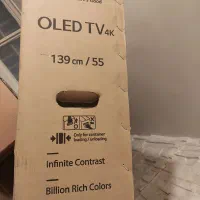 OLED TV 4K
139 cm / 55
Only for container
loading / unloading
Infinite Contrast
Billion Rich Colors